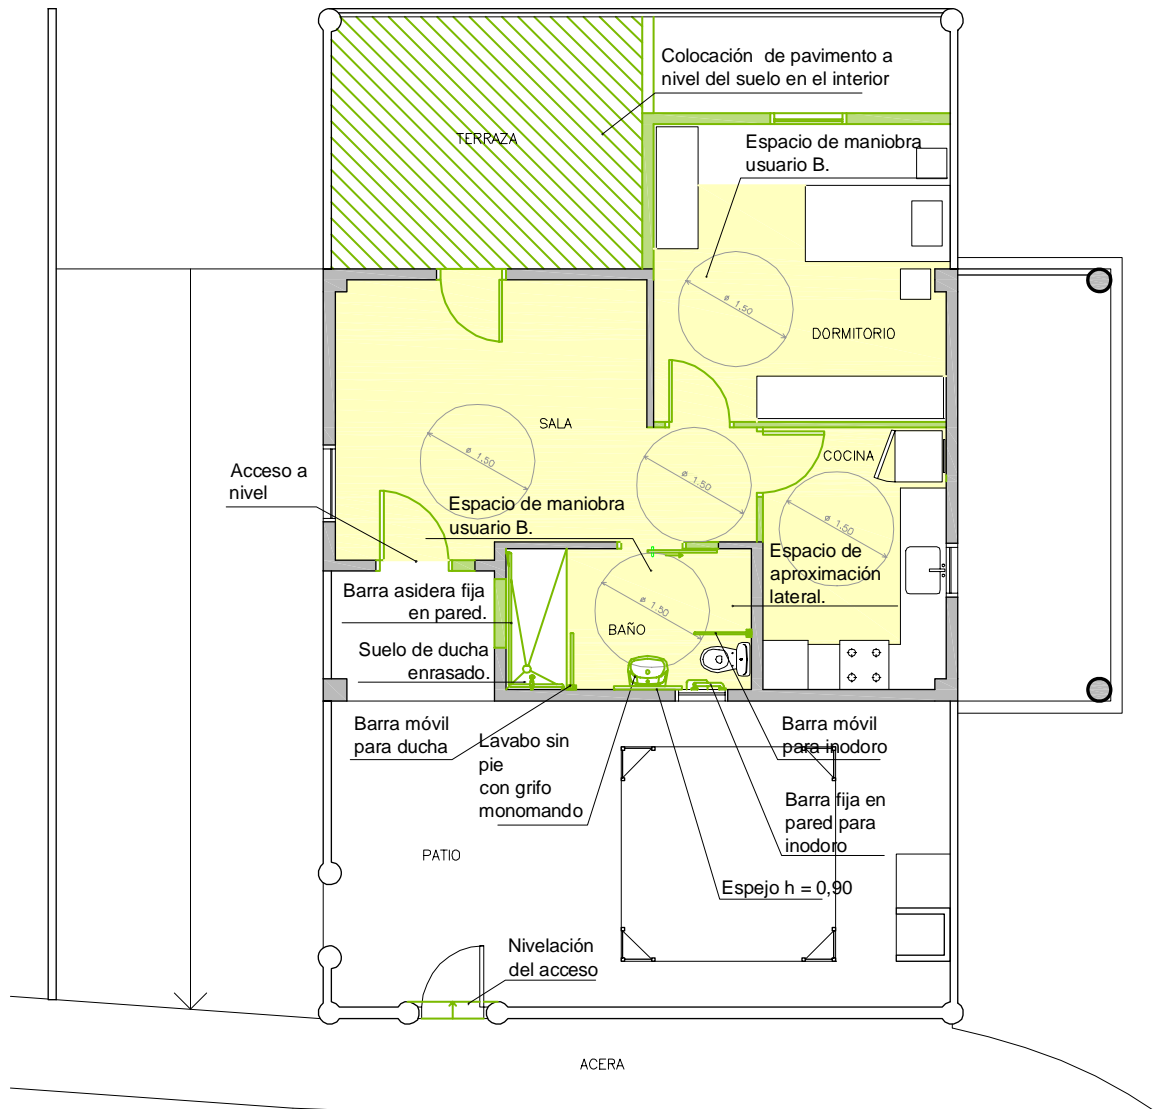 Colocación de pavimento a
nivel del suelo en el interior
TERRAZA
Espacio de maniobra
usuario B.
ø 1,50
DORMITORIO
SALA
COCINA
ø 1,50
ø 1,50
ø 1,50
Acceso a
nivel
Espacio de maniobra
usuario B.
Espacio de
aproximación
lateral.
Barra asidera fija
en pared.
ø 1,50
BAÑO
Suelo de ducha
enrasado.
Barra móvil
para ducha
Lavabo sin
pie
con grifo
monomando
Barra móvil
para inodoro
Barra fija en
pared para
inodoro
PATIO
Espejo h = 0,90
Nivelación
del acceso
ACERA